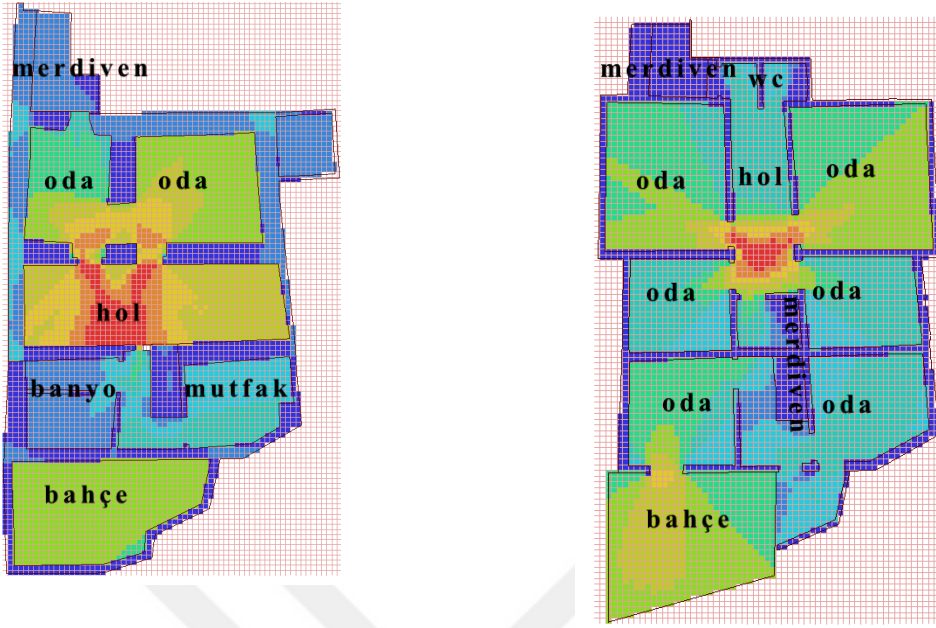 merdiven
oda oda
hol
banyo mutfak
bahçe
merdiven wc
oda hol oda
oda oda
merdiven
oda oda
bahçe